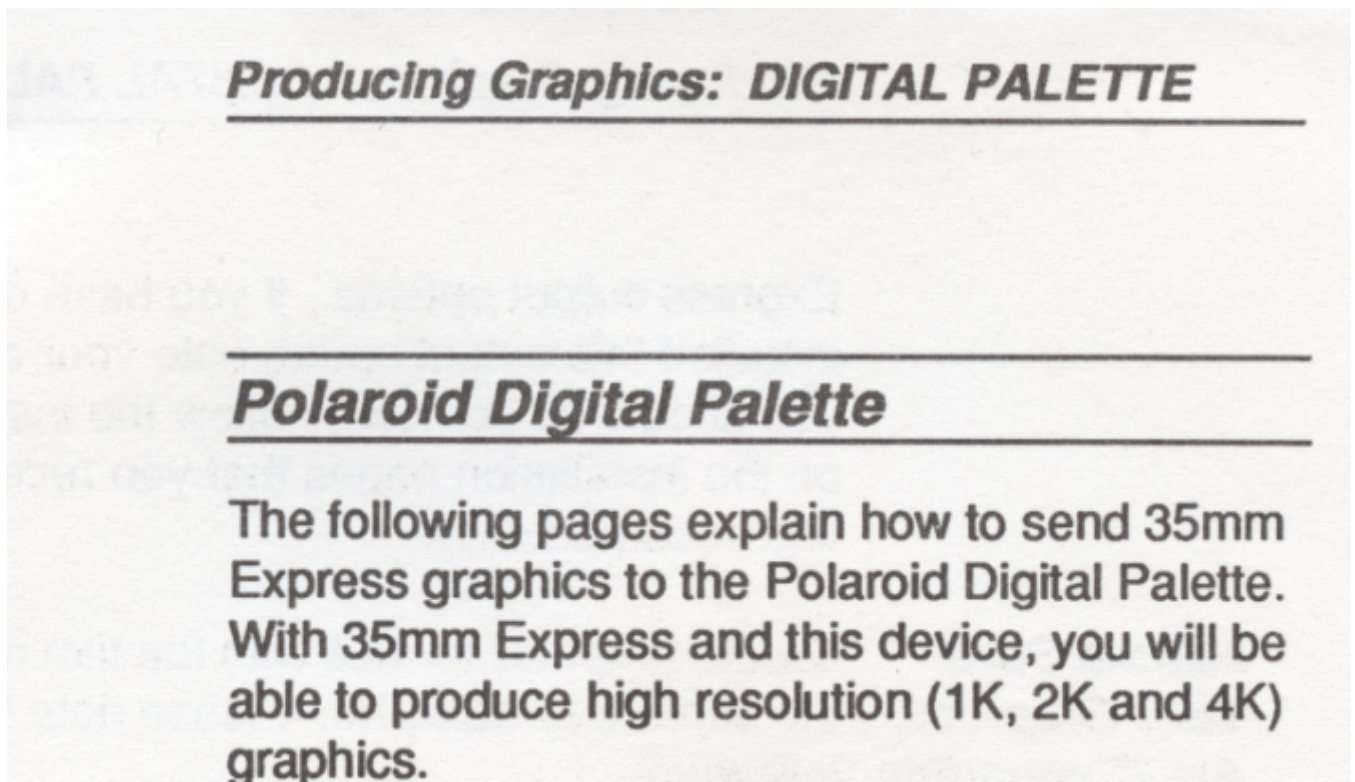 Producing Graphics: DIGITAL PALETTE
Polaroid Digital Palette
The following pages explain how to send 35mm
Express graphics to the Polaroid Digital Palette.
With 35mm Express and this device, you will be
able to produce high resolution (1K, 2K and 4K)
graphics.